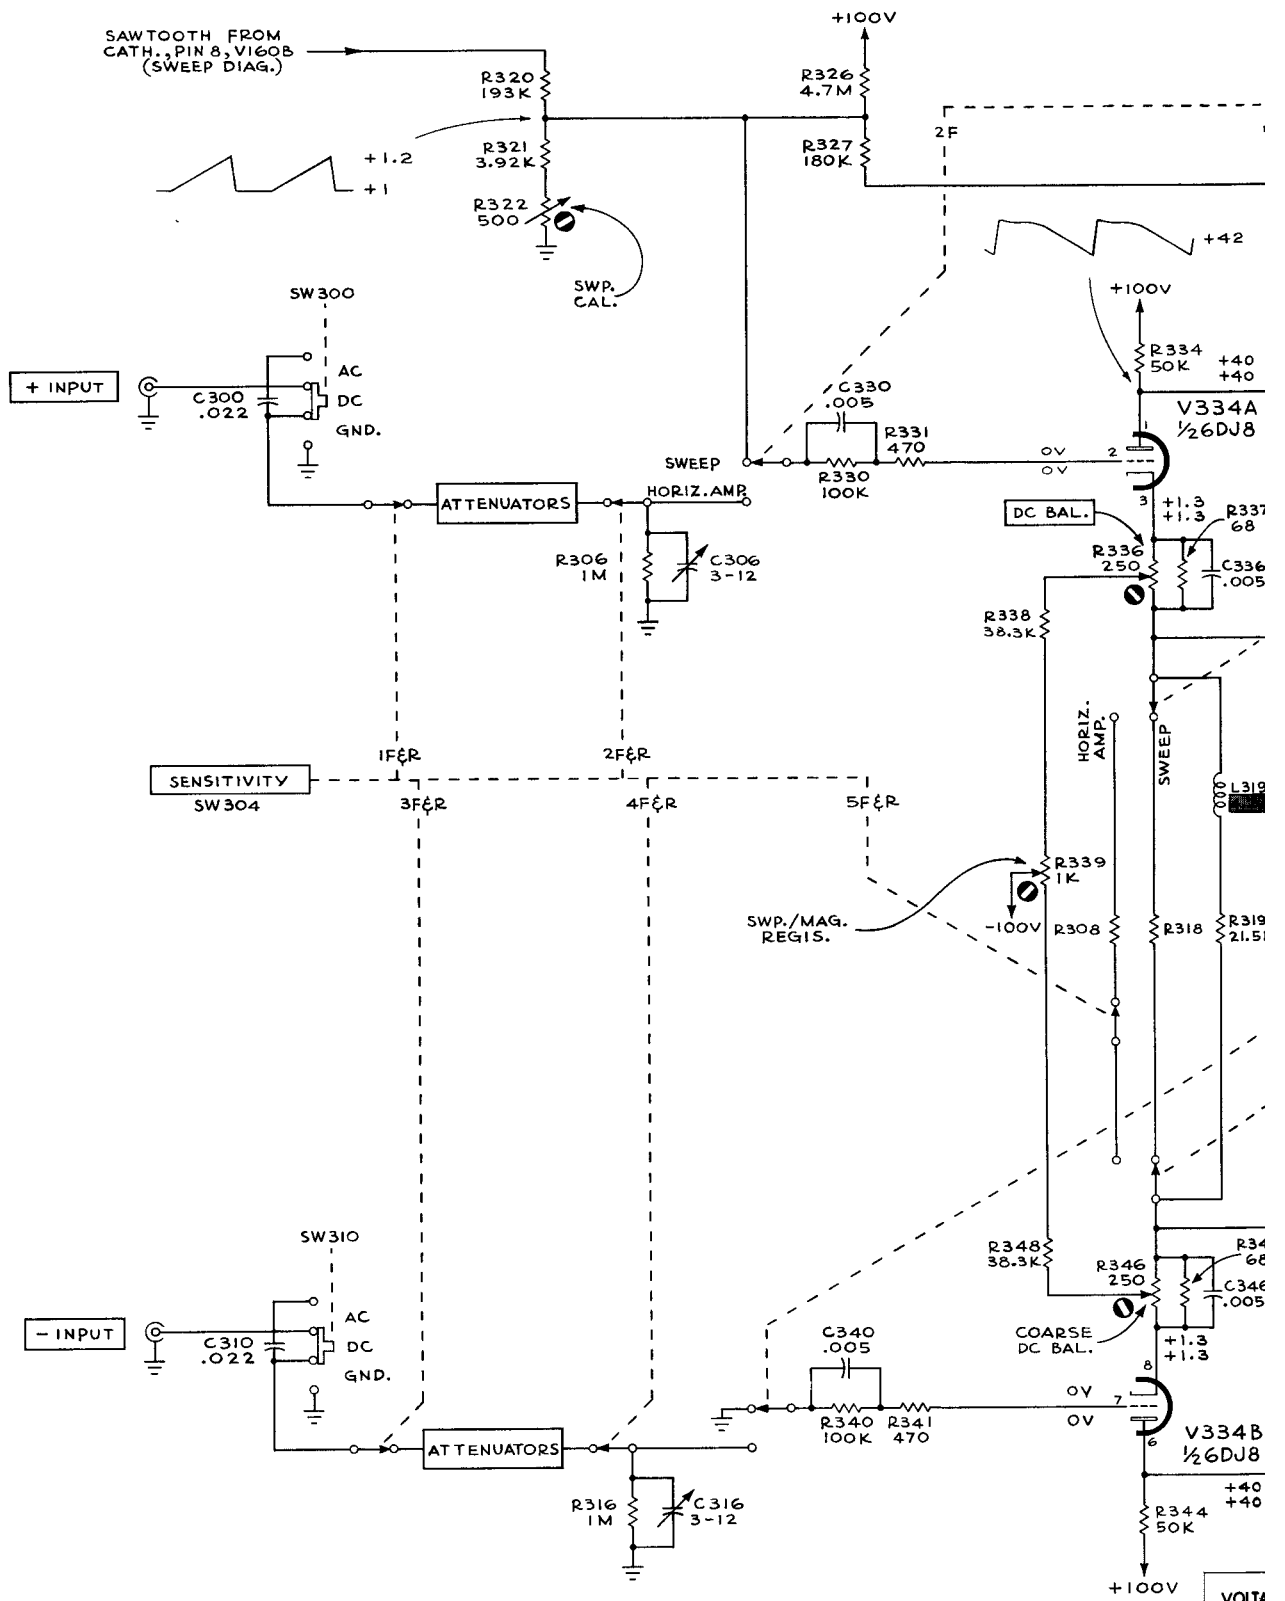 +100V
SAWTOOTH FROM
CATH., PIN 8, V160B
(SWEEP DIAG.)
R320
193K
R326
4.7M
2F
R321
3.92K
R327
180K
+1.2
+1
R322
500
+42
SWP.
CAL.
SW300
+100V
+ INPUT
AC
DC
GND.
C300
.022
R334
50K
+40
+40
C330
.005
R331
470
V334A
½6DJ8
1
2
3
0V
0V
SWEEP
R330
100K
HORIZ. AMP.
ATTENUATORS
+1.3
+1.3
DC BAL.
R337
68
R306
1M
C306
3-12
R336
250
C336
.005
R338
38.3K
HORIZ.
AMP.
SWEEP
1F&R
2F&R
SENSITIVITY
SW304
3F&R
4F&R
5F&R
L319
R339
1K
SWP./MAG.
REGIS.
-100V
R308
R318
R319
21.5
SW310
R348
38.3K
R346
250
R34
68
C346
.005
- INPUT
AC
DC
GND.
C310
.022
COARSE
DC BAL.
+1.3
+1.3
C340
.005
8
7
6
0V
0V
R340
100K
R341
470
V334B
½6DJ8
ATTENUATORS
+40
+40
R316
1M
C316
3-12
R344
50K
+100V